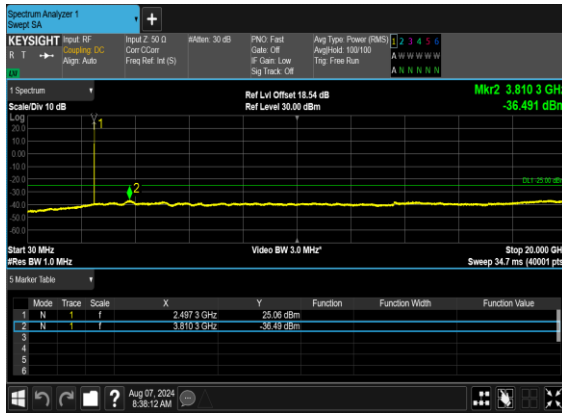 Spectrum Analyzer 1
Swept SA
KEYSIGHT Input: RF Input Z: 50 Ω #Atten: 30 dB PNO: Fast Avg Type: Power (RMS) 1 2 3 4 5 6
R T Coupling: DC Corr CCorr Gate: Off Avg|Hold: 100/100 A W W W W W
Align: Auto Freq Ref: Int (S) IF Gain: Low Trig: Free Run
Sig Track: Off A N N N N N
1 Spectrum Ref Lvl Offset 18.54 dB Mkr2 3.810 3 GHz
Scale/Div 10 dB Ref Level 30.00 dBm -36.491 dBm
Log
20.0
10.0
0.00
-10.0
-20.0
-30.0
-40.0
-50.0
-60.0
1
2
DL1 -25.00 dBm
Start 30 MHz Video BW 3.0 MHz* Stop 20.000 GH
#Res BW 1.0 MHz Sweep 34.7 ms (40001 pts
5 Marker Table
Mode Trace Scale X Y Function Function Width Function Value
1 N 1 f 2.497 3 GHz 25.06 dBm
2 N 1 f 3.810 3 GHz -36.49 dBm
3
4
5
6
? Aug 07, 2024
8:38:12 AM